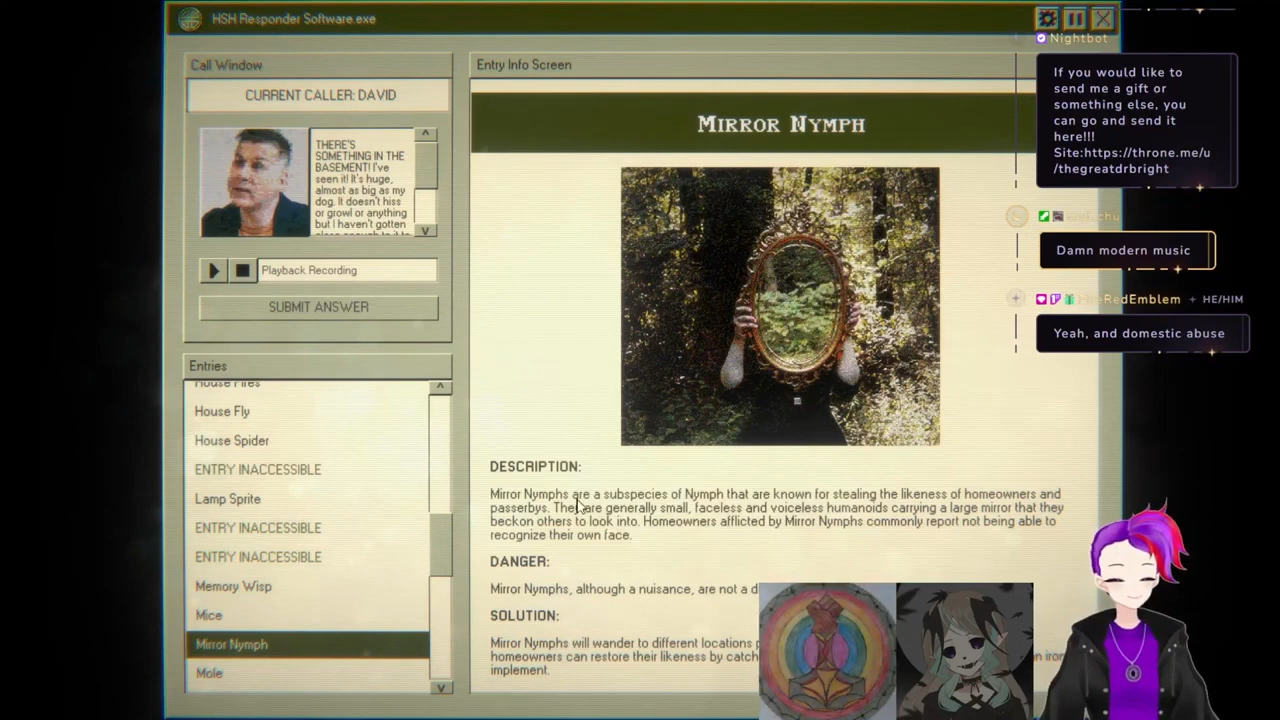 HSH Responder Software.exe
Call Window
CURRENT CALLER: DAVID
THERE'S
SOMETHING IN THE
BASEMENT! I've
seen it! It's huge,
almost as big as my
dog. It doesn't hiss
or growl or anything
but I haven't gotten
Playback Recording
SUBMIT ANSWER
Entries
House Fires
House Fly
House Spider
ENTRY INACCESSIBLE
Lamp Sprite
ENTRY INACCESSIBLE
ENTRY INACCESSIBLE
Memory Wisp
Mice
Mirror Nymph
Mole
Entry Info Screen
MIRROR NYMPH
DESCRIPTION:
Mirror Nymphs are a subspecies of Nymph that are known for stealing the likeness of homeowners and
passerbys. They are generally small, faceless and voiceless humanoids carrying a large mirror that they
beckon others to look into. Homeowners afflicted by Mirror Nymphs commonly report not being able to
recognize their own face.
DANGER:
Mirror Nymphs, although a nuisance, are not a d
SOLUTION:
Mirror Nymphs will wander to different locations
homeowners can restore their likeness by catch
implement.
Nightbot
If you would like to
send me a gift or
something else, you
can go and send it
here!!!
Site:https://throne.me/u
/thegreatdrbright
Damn modern music
RedEmblem HE/HIM
Yeah, and domestic abuse